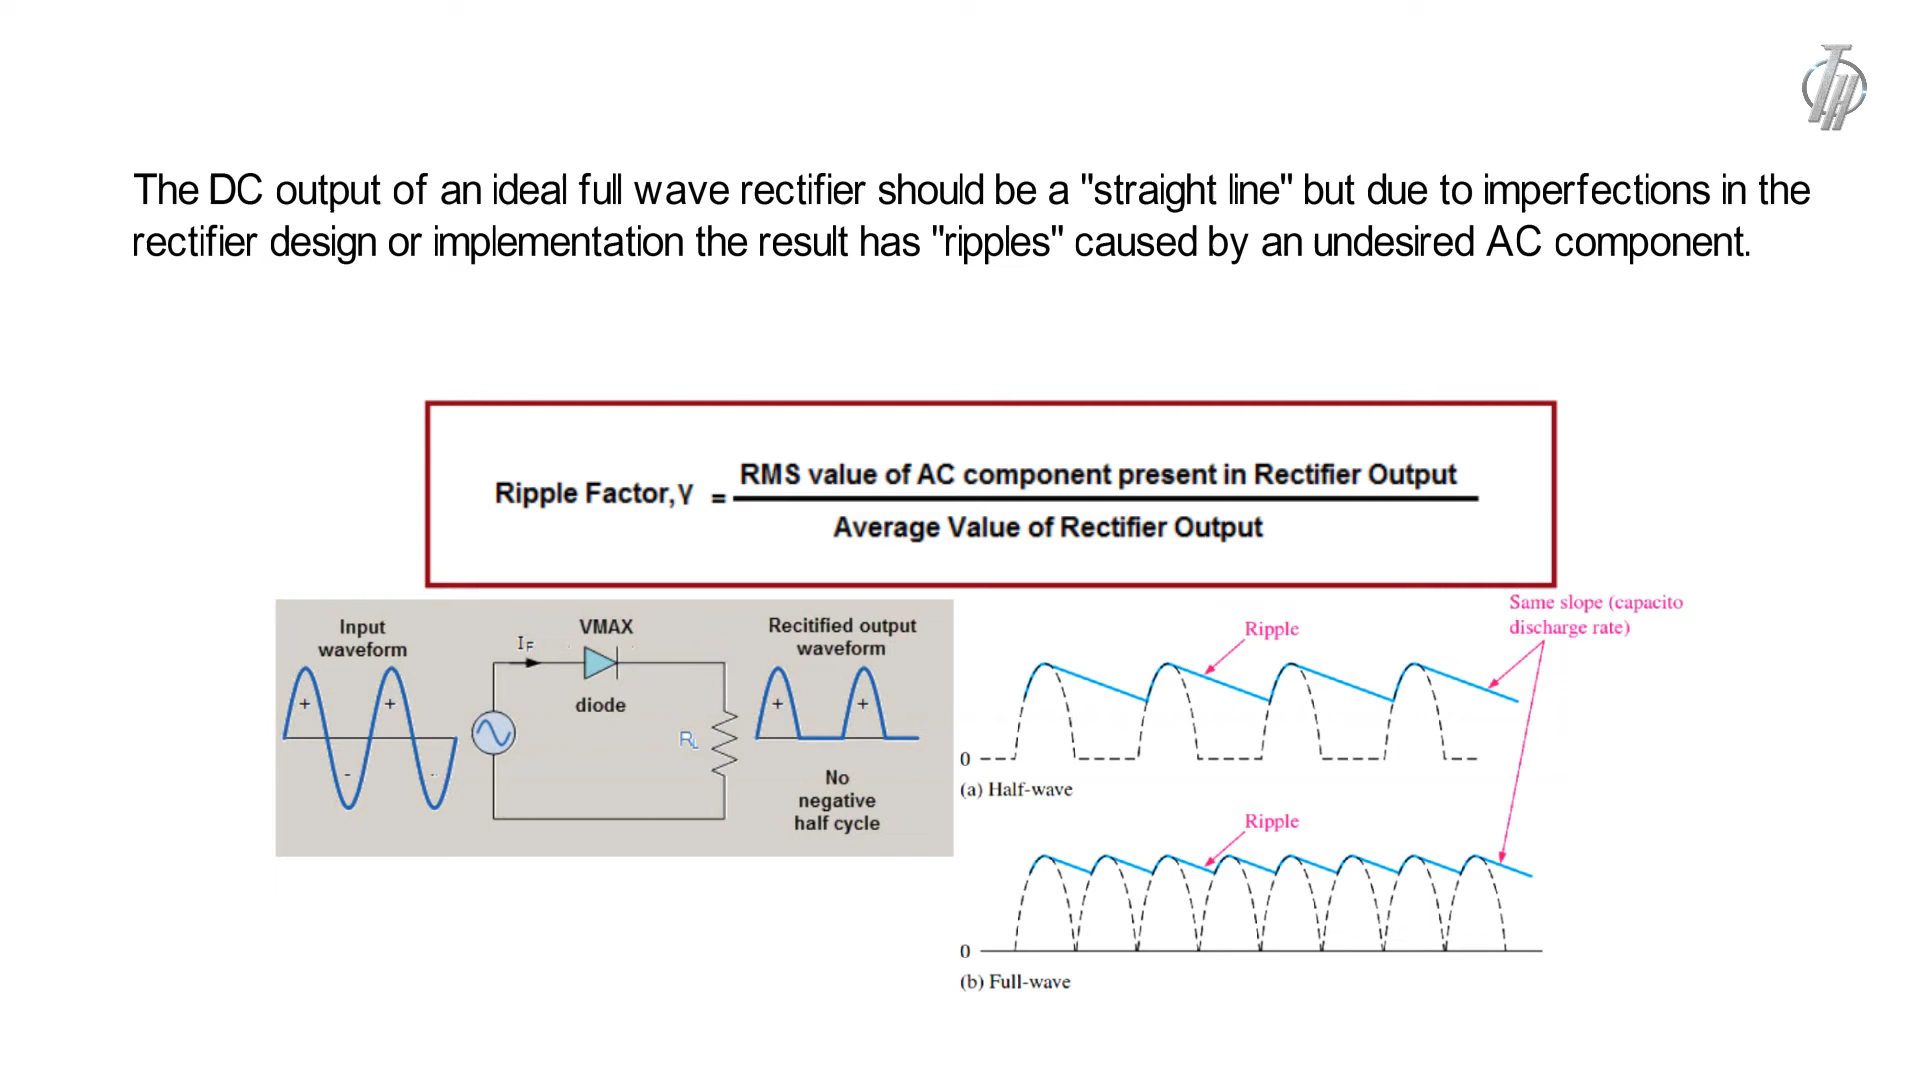 TH
The DC output of an ideal full wave rectifier should be a "straight line" but due to imperfections in the
rectifier design or implementation the result has "ripples" caused by an undesired AC component.
Ripple Factor, γ =
RMS value of AC component present in Rectifier Output
Average Value of Rectifier Output
Input
waveform
+
+
-
-
IF
VMAX
diode
RL
Recitified output
waveform
+
+
No
negative
half cycle
Ripple
Same slope (capacito
discharge rate)
0
(a) Half-wave
Ripple
0
(b) Full-wave